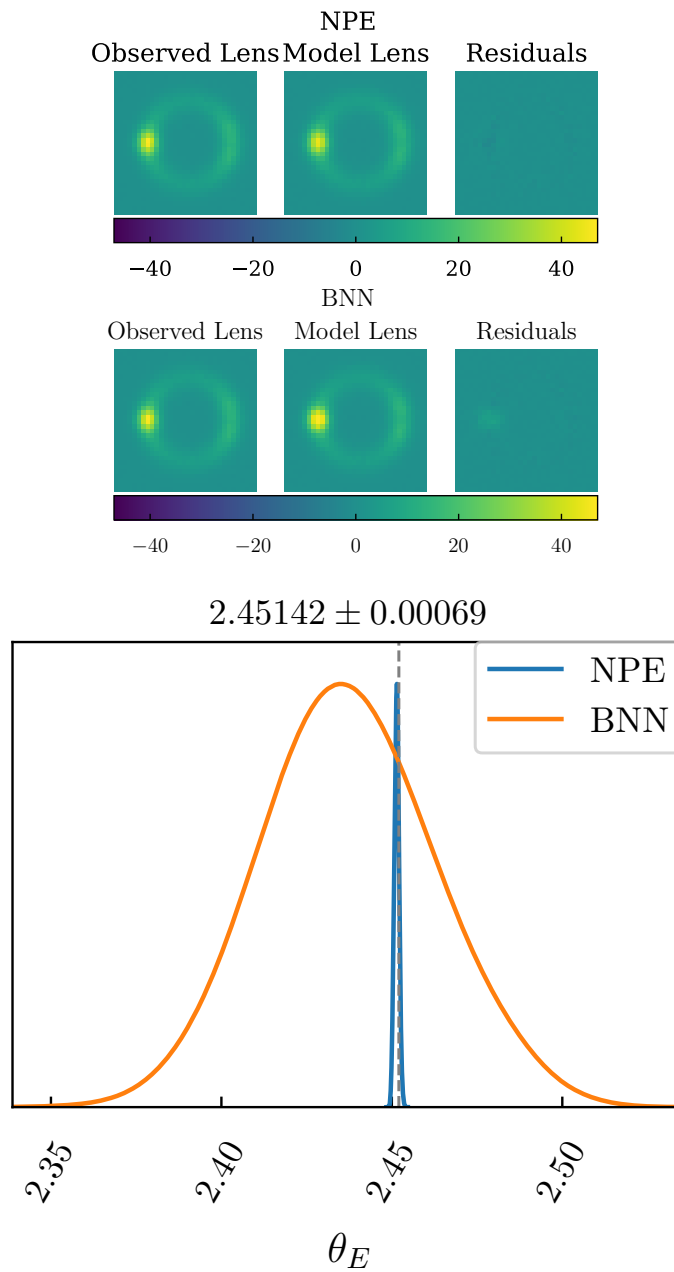 NPE
Observed Lens Model Lens Residuals
−40 −20 0 20 40
BNN
Observed Lens Model Lens Residuals
−40 −20 0 20 40
2.45142 ± 0.00069
NPE
BNN
2.35 2.40 2.45 2.50
θ_E